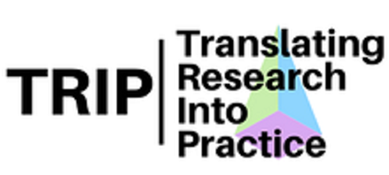 TRIP
Translating
Research
Into
Practice